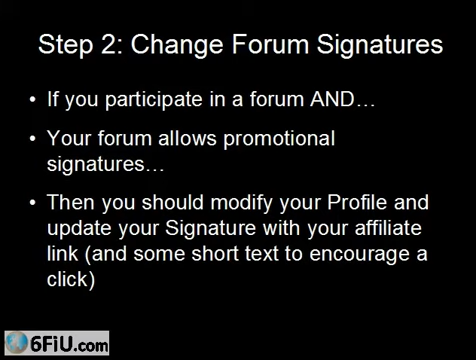 Step 2: Change Forum Signatures
• If you participate in a forum AND…
• Your forum allows promotional
signatures…
• Then you should modify your Profile and
update your Signature with your affiliate
link (and some short text to encourage a
click)
6FiU.com